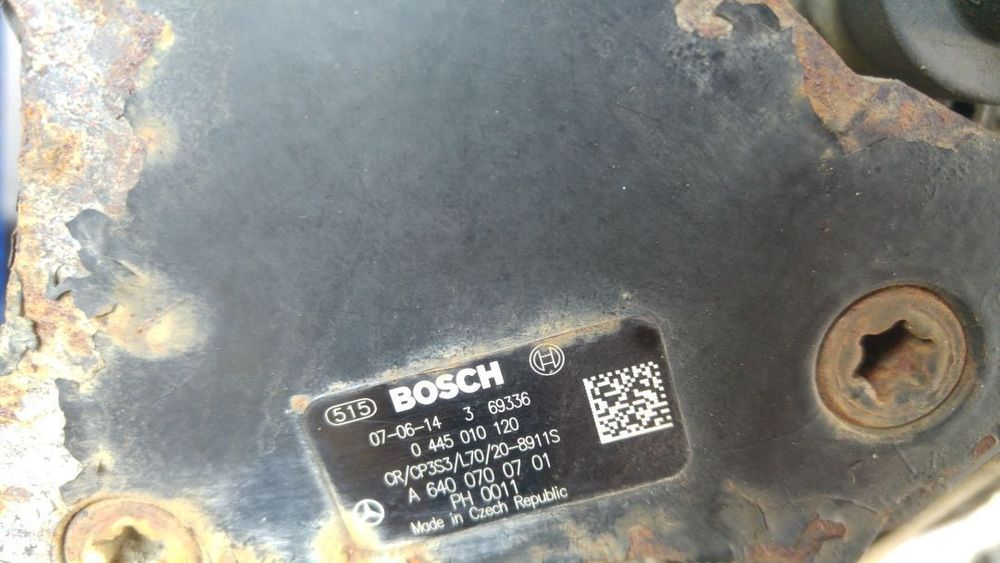 515 BOSCH
07-06-14 3 69336
0 445 010 120
CR/CP3S3/L70/20-8911S
A 640 070 07 01
PH 0011
Made in Czech Republic